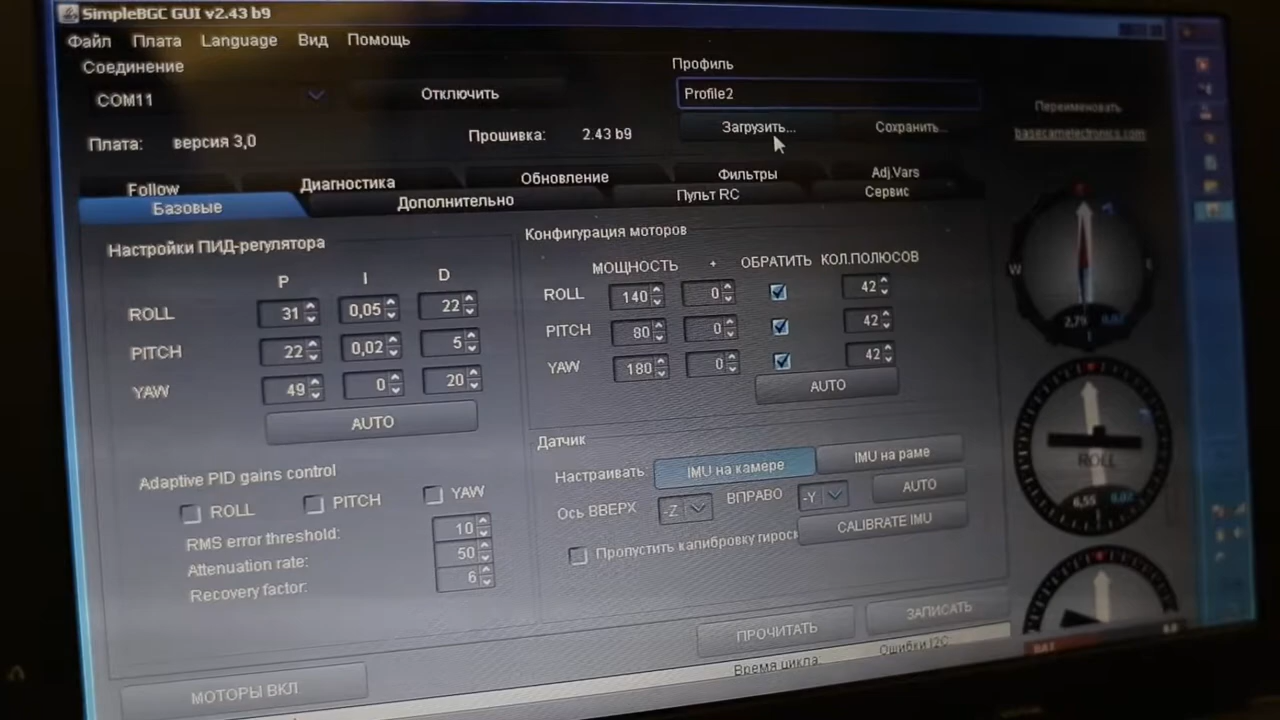 SimpleBGC GUI v2.43 b9
Файл Плата Language Вид Помощь
Соединение
COM11
Отключить
Профиль
Profile2
Загрузить...
Сохранить...
Переименовать
basecamelectronics.com
Плата: версия 3,0
Прошивка: 2.43 b9
Follow Диагностика Обновление Фильтры Adj.Vars
Базовые Дополнительно Пульт RC Сервис
Настройки ПИД-регулятора
P I D
ROLL 31 0,05 22
PITCH 22 0,02 5
YAW 49 0 20
AUTO
Adaptive PID gains control
ROLL PITCH YAW
RMS error threshold: 10
Attenuation rate: 50
Recovery factor: 6
Конфигурация моторов
МОЩНОСТЬ + ОБРАТИТЬ КОЛ.ПОЛЮСОВ
ROLL 140 0 42
PITCH 80 0 42
YAW 180 0 42
AUTO
Датчик
Настраивать: IMU на камере IMU на раме
Ось ВВЕРХ -Z ВПРАВО -Y AUTO
Пропустить калибровку гироск CALIBRATE IMU
W
ROLL
6,55
МОТОРЫ ВКЛ
ПРОЧИТАТЬ
ЗАПИСАТЬ
Время цикла
Ошибки I2C: